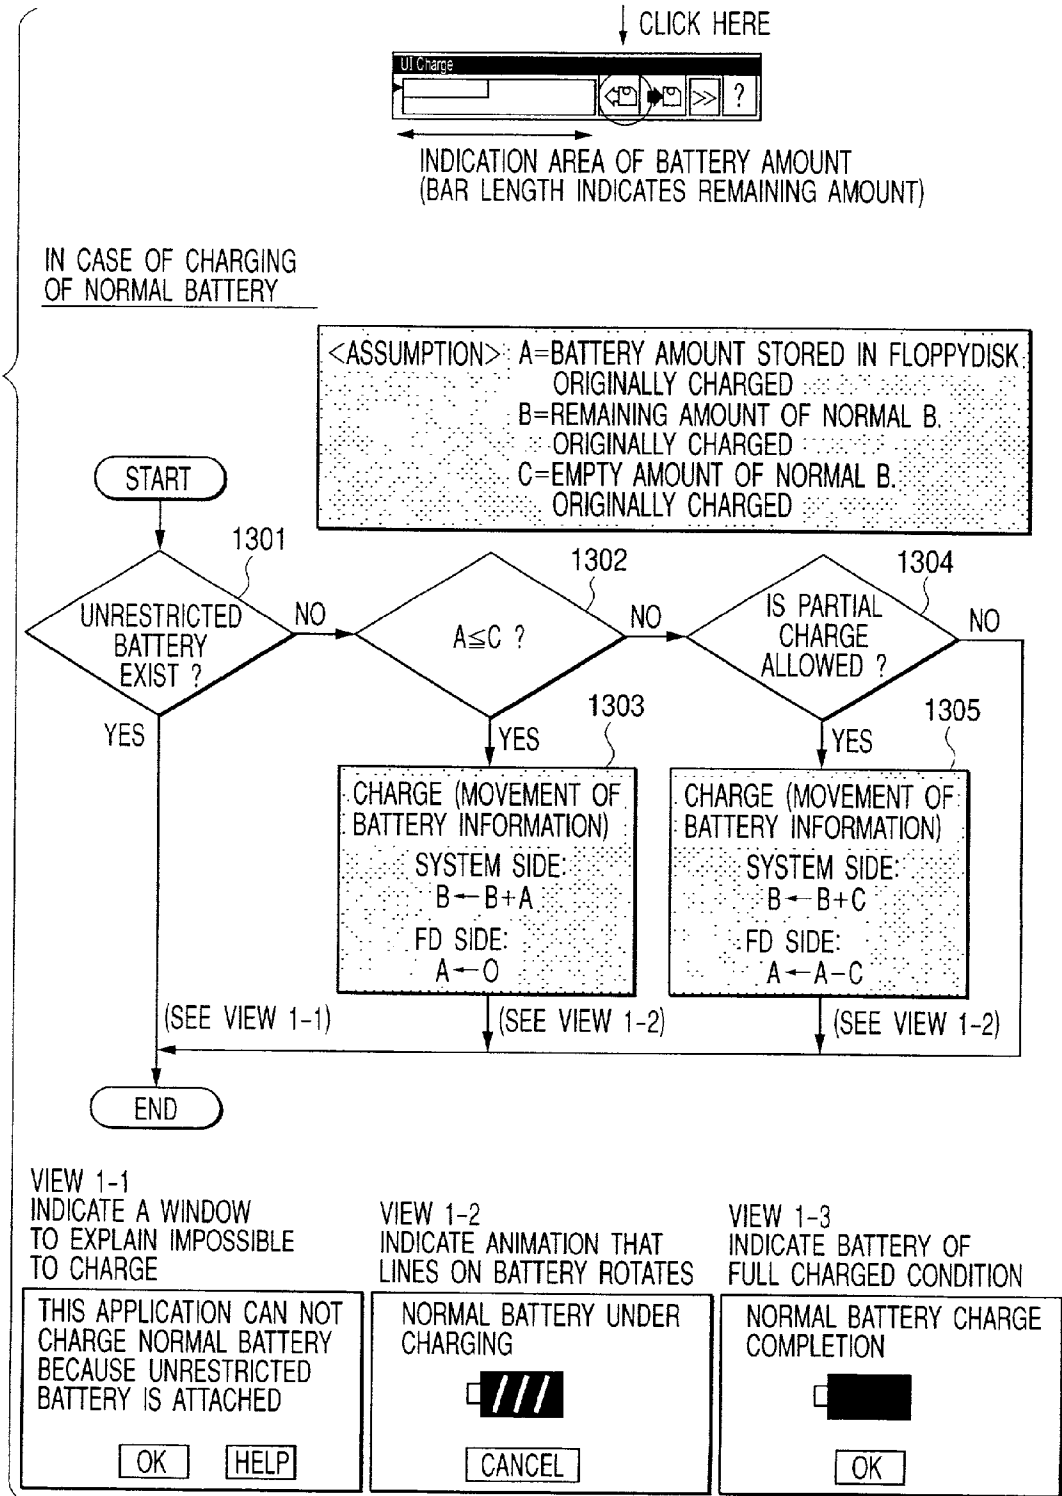 CLICK HERE
UI Charge
>>
?
INDICATION AREA OF BATTERY AMOUNT
(BAR LENGTH INDICATES REMAINING AMOUNT)
IN CASE OF CHARGING
OF NORMAL BATTERY
<ASSUMPTION> A=BATTERY AMOUNT STORED IN FLOPPYDISK
ORIGINALLY CHARGED
B=REMAINING AMOUNT OF NORMAL B.
ORIGINALLY CHARGED
C=EMPTY AMOUNT OF NORMAL B.
ORIGINALLY CHARGED
START
1301
UNRESTRICTED
BATTERY
EXIST ?
NO
YES
1302
A≦C ?
NO
YES
1304
IS PARTIAL
CHARGE
ALLOWED ?
NO
YES
1303
CHARGE (MOVEMENT OF
BATTERY INFORMATION)
SYSTEM SIDE:
B←B+A
FD SIDE:
A←O
1305
CHARGE (MOVEMENT OF
BATTERY INFORMATION)
SYSTEM SIDE:
B←B+C
FD SIDE:
A←A-C
(SEE VIEW 1-1)
(SEE VIEW 1-2)
(SEE VIEW 1-2)
END
VIEW 1-1
INDICATE A WINDOW
TO EXPLAIN IMPOSSIBLE
TO CHARGE
THIS APPLICATION CAN NOT
CHARGE NORMAL BATTERY
BECAUSE UNRESTRICTED
BATTERY IS ATTACHED
OK
HELP
VIEW 1-2
INDICATE ANIMATION THAT
LINES ON BATTERY ROTATES
NORMAL BATTERY UNDER
CHARGING
CANCEL
VIEW 1-3
INDICATE BATTERY OF
FULL CHARGED CONDITION
NORMAL BATTERY CHARGE
COMPLETION
OK